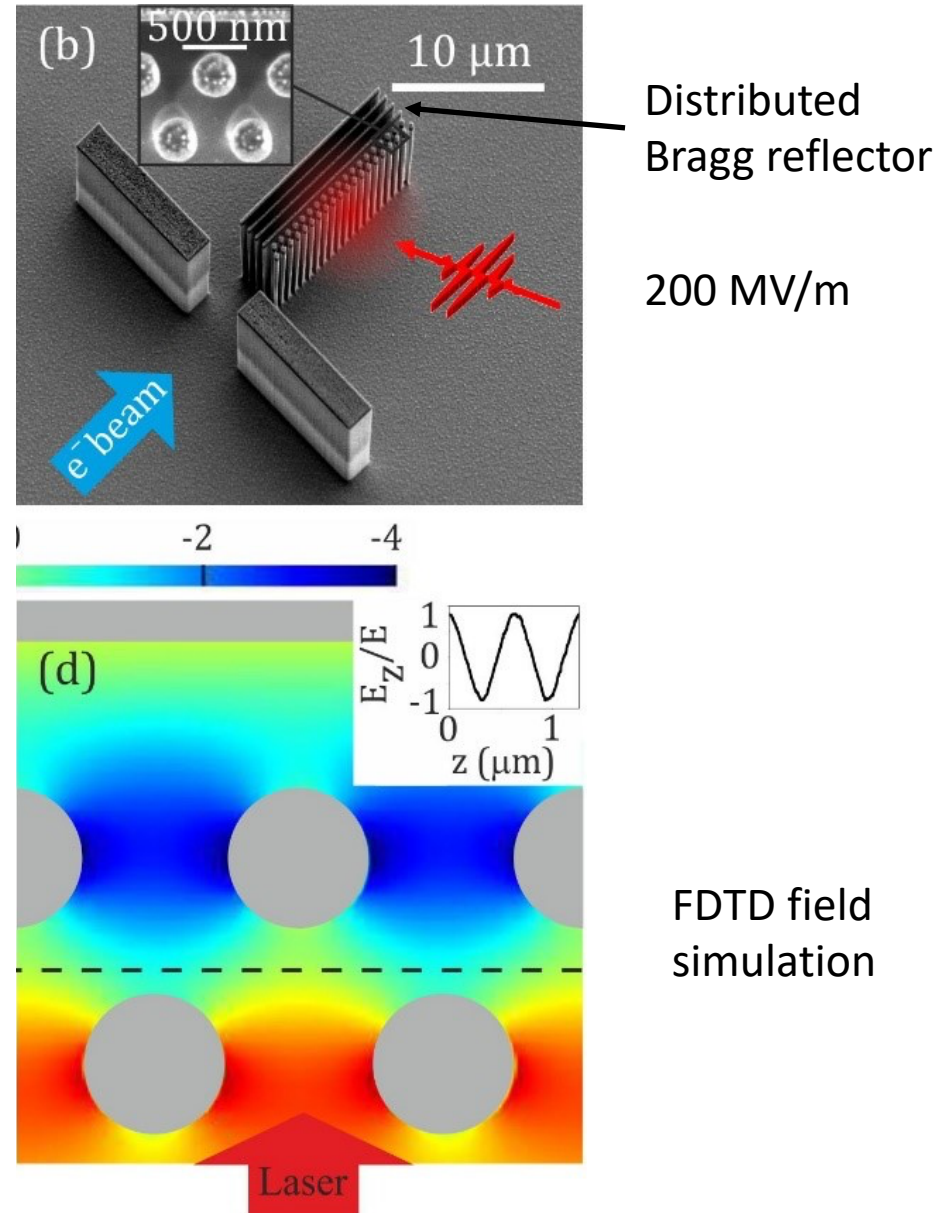 (b)
500 nm
10 μm
Distributed
Bragg reflector
200 MV/m
e⁻ beam
-2
-4
(d)
E_z/E
1
0
-1
0
1
z (μm)
FDTD field
simulation
Laser